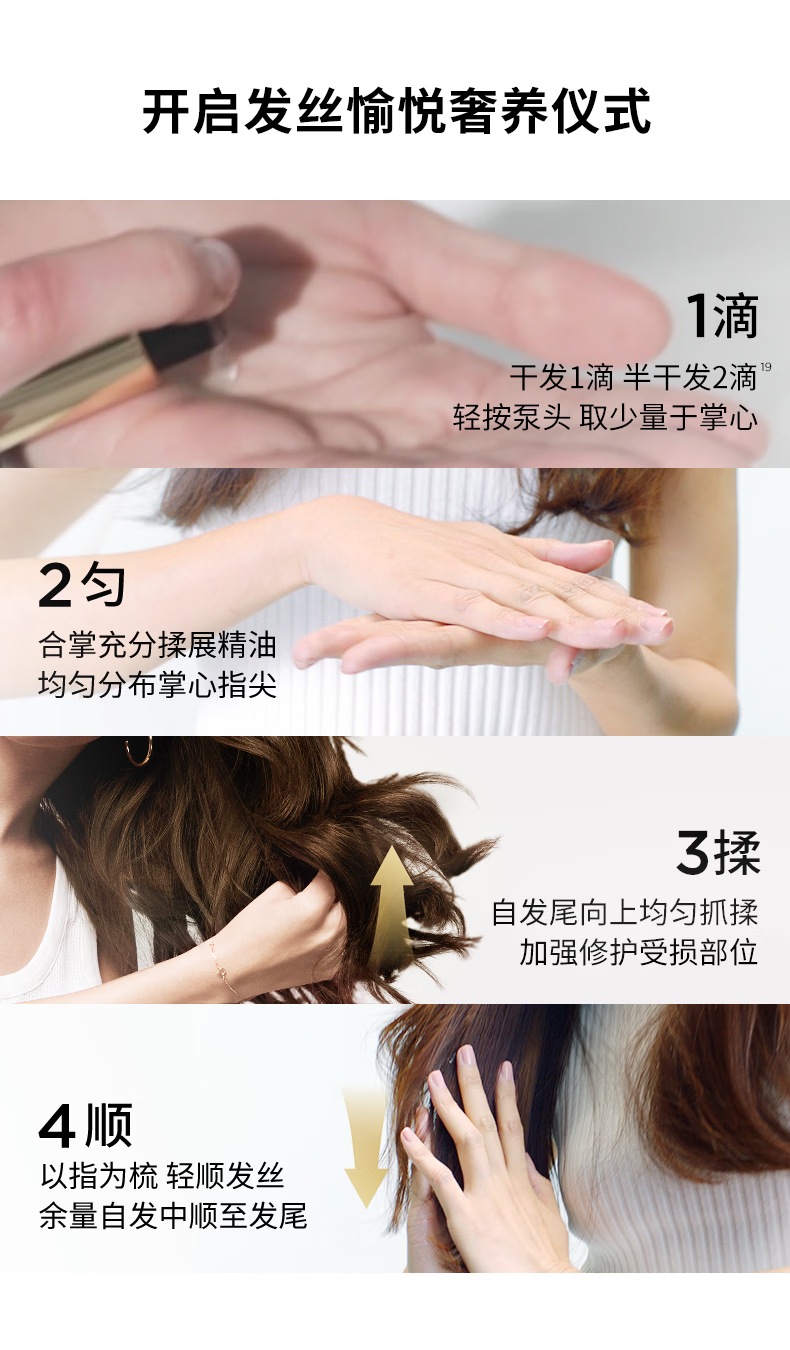 开启发丝愉悦奢养仪式
1滴
干发1滴 半干发2滴19
轻按泵头 取少量于掌心
2匀
合掌充分揉展精油
均匀分布掌心指尖
3揉
自发尾向上均匀抓揉
加强修护受损部位
4顺
以指为梳 轻顺发丝
余量自发中顺至发尾